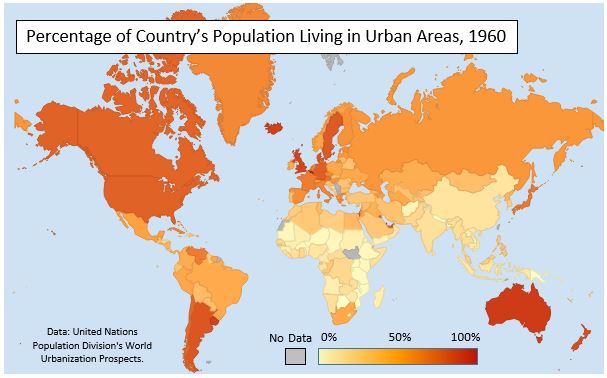 Percentage of Country's Population Living in Urban Areas, 1960
Data: United Nations
Population Division's World
Urbanization Prospects.
No Data
0%
50%
100%